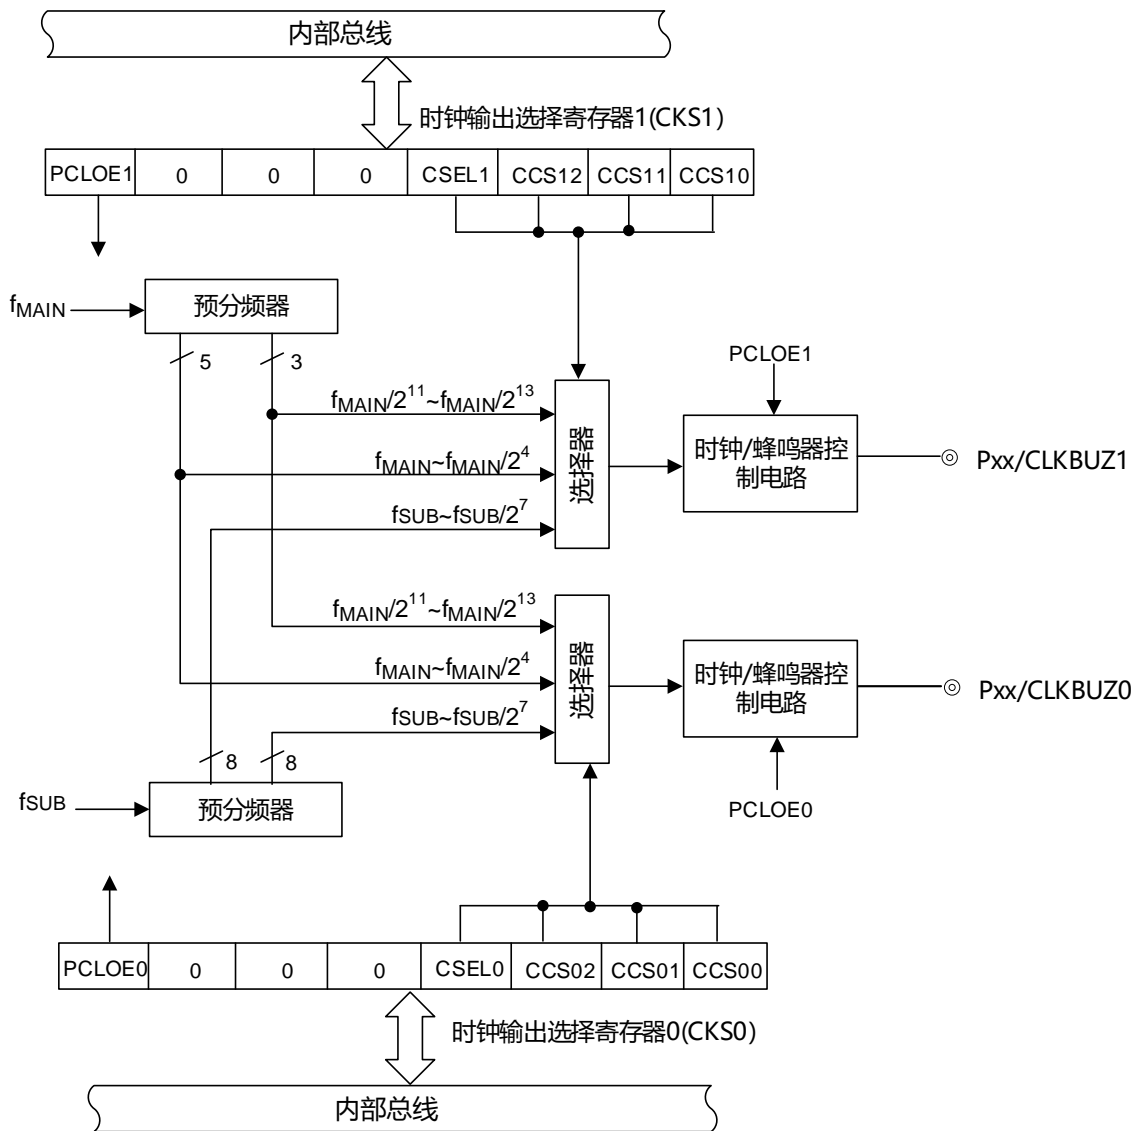 内部总线
时钟输出选择寄存器1(CKS1)
PCLOE1 0 0 0 CSEL1 CCS12 CCS11 CCS10
fMAIN
预分频器
5 3
PCLOE1
fMAIN/2^11~fMAIN/2^13
fMAIN~fMAIN/2^4
fSUB~fSUB/2^7
选择器
时钟/蜂鸣器控
制电路
Pxx/CLKBUZ1
fMAIN/2^11~fMAIN/2^13
fMAIN~fMAIN/2^4
fSUB~fSUB/2^7
选择器
时钟/蜂鸣器控
制电路
Pxx/CLKBUZ0
8 8
fSUB
预分频器
PCLOE0
PCLOE0 0 0 0 CSEL0 CCS02 CCS01 CCS00
时钟输出选择寄存器0(CKS0)
内部总线